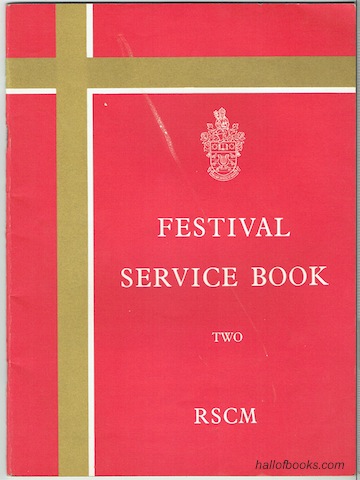 FESTIVAL
SERVICE BOOK
TWO
RSCM
hallofbooks.com